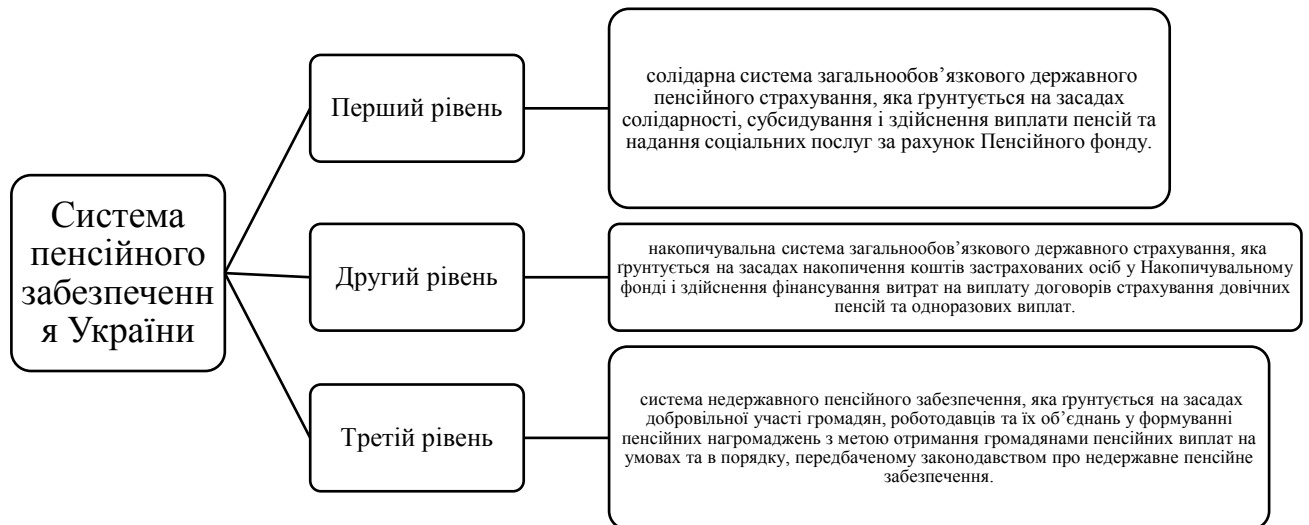 Система
пенсійного
забезпеченн
я України
Перший рівень
солідарна система загальнообов’язкового державного
пенсійного страхування, яка ґрунтується на засадах
солідарності, субсидування і здійснення виплати пенсій та
надання соціальних послуг за рахунок Пенсійного фонду.
Другий рівень
накопичувальна система загальнообов’язкового державного страхування, яка
ґрунтується на засадах накопичення коштів застрахованих осіб у Накопичувальному
фонді і здійснення фінансування витрат на виплату договорів страхування довічних
пенсій та одноразових виплат.
Третій рівень
система недержавного пенсійного забезпечення, яка ґрунтується на засадах
добровільної участі громадян, роботодавців та їх об’єднань у формуванні
пенсійних нагромаджень з метою отримання громадянами пенсійних виплат на
умовах та в порядку, передбаченому законодавством про недержавне пенсійне
забезпечення.